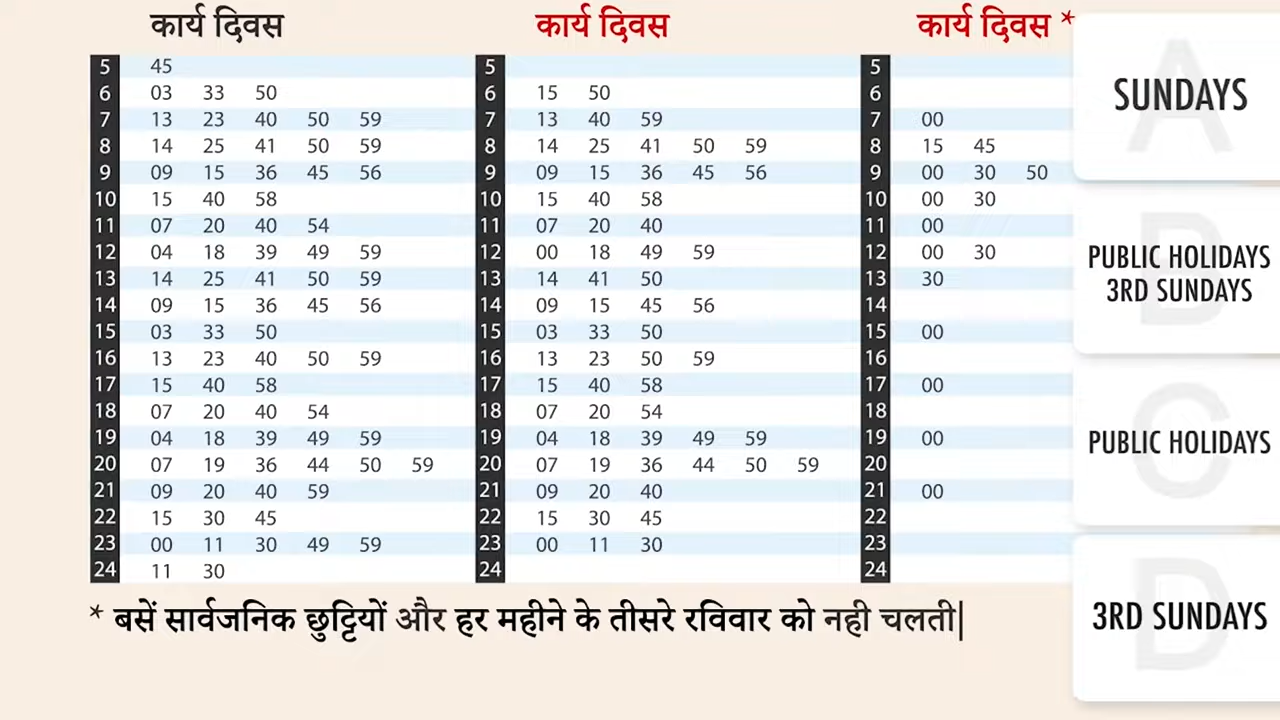 कार्य दिवस
5 45
6 03 33 50
7 13 23 40 50 59
8 14 25 41 50 59
9 09 15 36 45 56
10 15 40 58
11 07 20 40 54
12 04 18 39 49 59
13 14 25 41 50 59
14 09 15 36 45 56
15 03 33 50
16 13 23 40 50 59
17 15 40 58
18 07 20 40 54
19 04 18 39 49 59
20 07 19 36 44 50 59
21 09 20 40 59
22 15 30 45
23 00 11 30 49 59
24 11 30
कार्य दिवस
5
6 15 50
7 13 40 59
8 14 25 41 50 59
9 09 15 36 45 56
10 15 40 58
11 07 20 40
12 00 18 49 59
13 14 41 50
14 09 15 45 56
15 03 33 50
16 13 23 50 59
17 15 40 58
18 07 20 54
19 04 18 39 49 59
20 07 19 36 44 50 59
21 09 20 40
22 15 30 45
23 00 11 30
24
कार्य दिवस *
5
6
7 00
8 15 45
9 00 30 50
10 00 30
11 00
12 00 30
13 30
14
15 00
16
17 00
18
19 00
20
21 00
22
23
24
* बसें सार्वजनिक छुट्टियों और हर महीने के तीसरे रविवार को नही चलती|
A
SUNDAYS
B
PUBLIC HOLIDAYS
3RD SUNDAYS
C
PUBLIC HOLIDAYS
D
3RD SUNDAYS